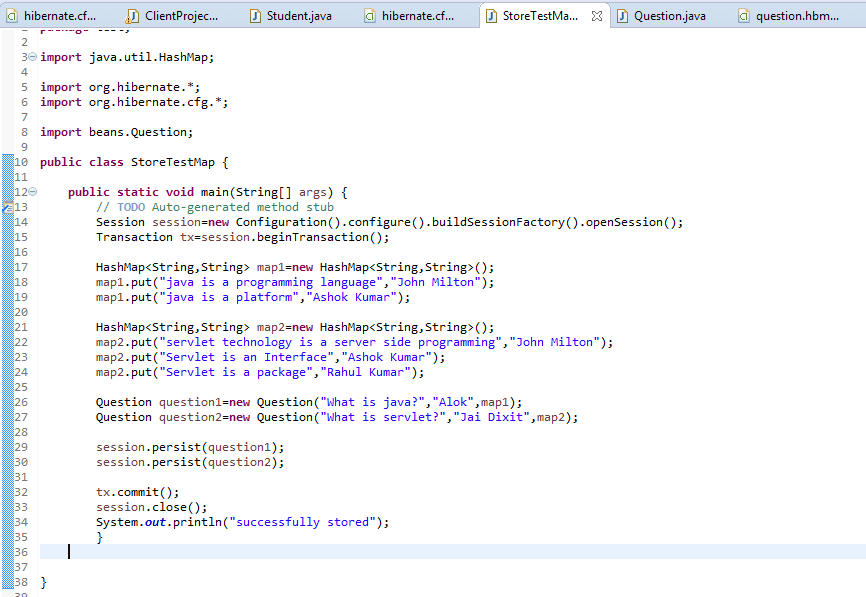 hibernate.cf...
ClientProjec...
Student.java
hibernate.cf...
StoreTestMa...
Question.java
question.hbm...
2
3 import java.util.HashMap;
4
5 import org.hibernate.*;
6 import org.hibernate.cfg.*;
7
8 import beans.Question;
9
10 public class StoreTestMap {
11
12 public static void main(String[] args) {
13 // TODO Auto-generated method stub
14 Session session=new Configuration().configure().buildSessionFactory().openSession();
15 Transaction tx=session.beginTransaction();
16
17 HashMap<String,String> map1=new HashMap<String,String>();
18 map1.put("java is a programming language","John Milton");
19 map1.put("java is a platform","Ashok Kumar");
20
21 HashMap<String,String> map2=new HashMap<String,String>();
22 map2.put("servlet technology is a server side programming","John Milton");
23 map2.put("Servlet is an Interface","Ashok Kumar");
24 map2.put("Servlet is a package","Rahul Kumar");
25
26 Question question1=new Question("What is java?","Alok",map1);
27 Question question2=new Question("What is servlet?","Jai Dixit",map2);
28
29 session.persist(question1);
30 session.persist(question2);
31
32 tx.commit();
33 session.close();
34 System.out.println("successfully stored");
35 }
36
37
38 }